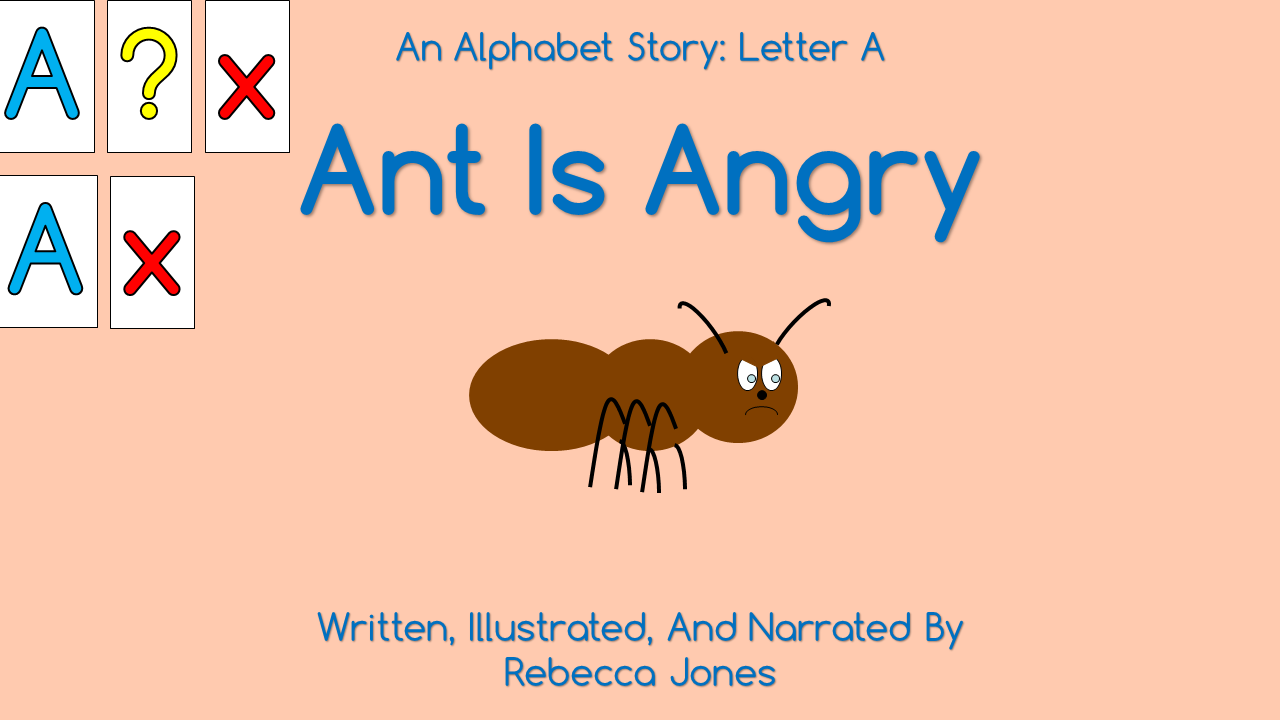 A ? x
A x
An Alphabet Story: Letter A
Ant Is Angry
Written, Illustrated, And Narrated By
Rebecca Jones